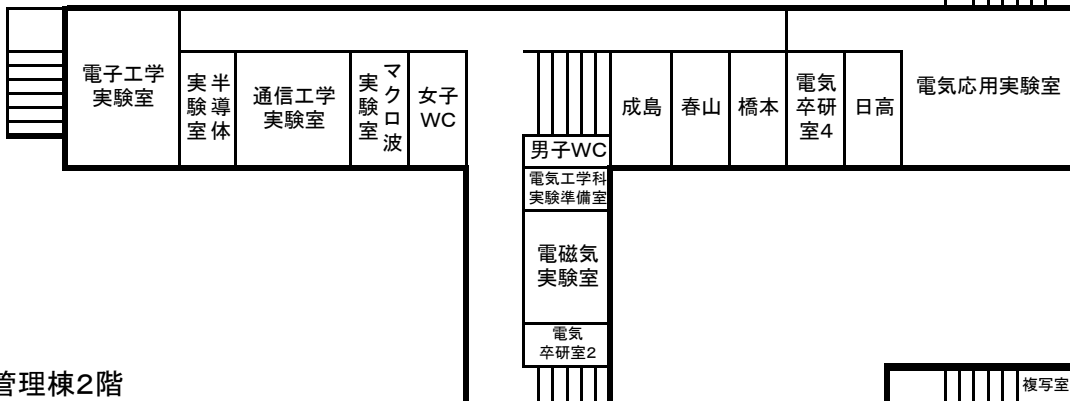 電子工学
実験室
半導体
実験室
通信工学
実験室
マクロ波
実験室
女子
WC
男子WC
電気工学科
実験準備室
電磁気
実験室
電気
卒研室2
成島
春山
橋本
電気
卒研
室4
日高
電気応用実験室
管理棟2階
複写室